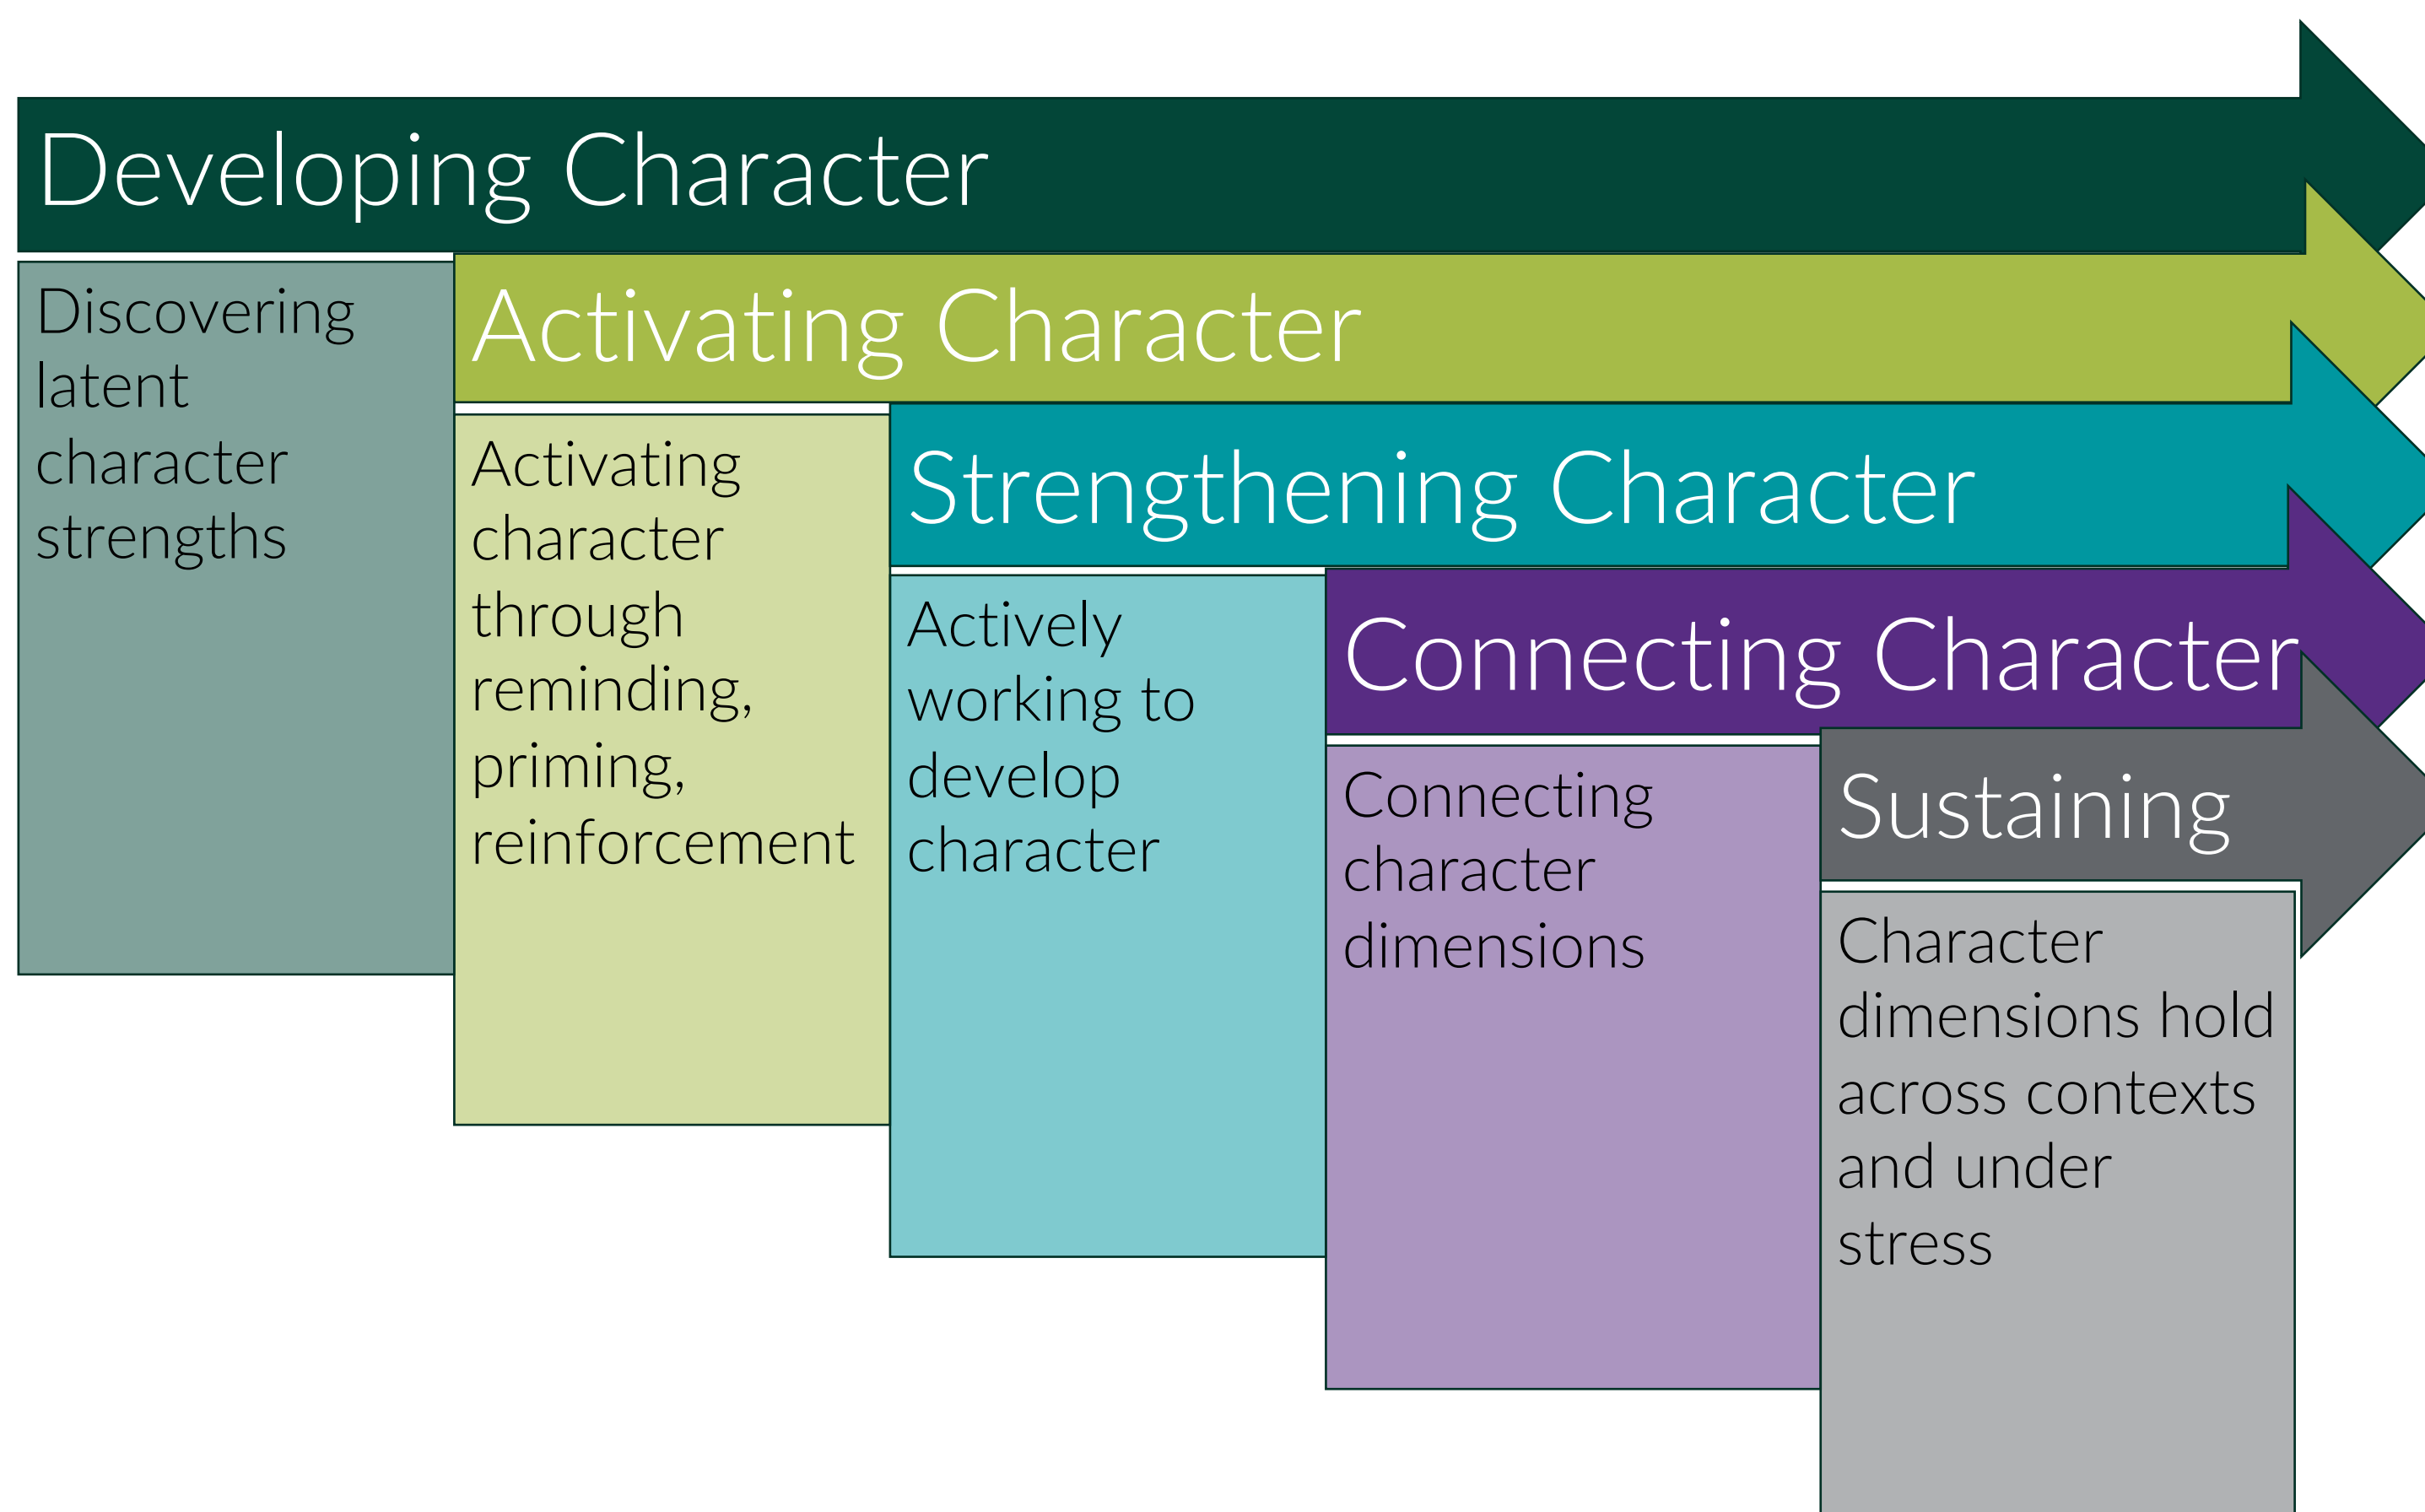 Developing Character
Discovering
latent
character
strengths
Activating Character
Activating
character
through
reminding,
priming,
reinforcement
Strengthening Character
Actively
working to
develop
character
Connecting Character
Connecting
character
dimensions
Sustaining
Character
dimensions hold
across contexts
and under
stress